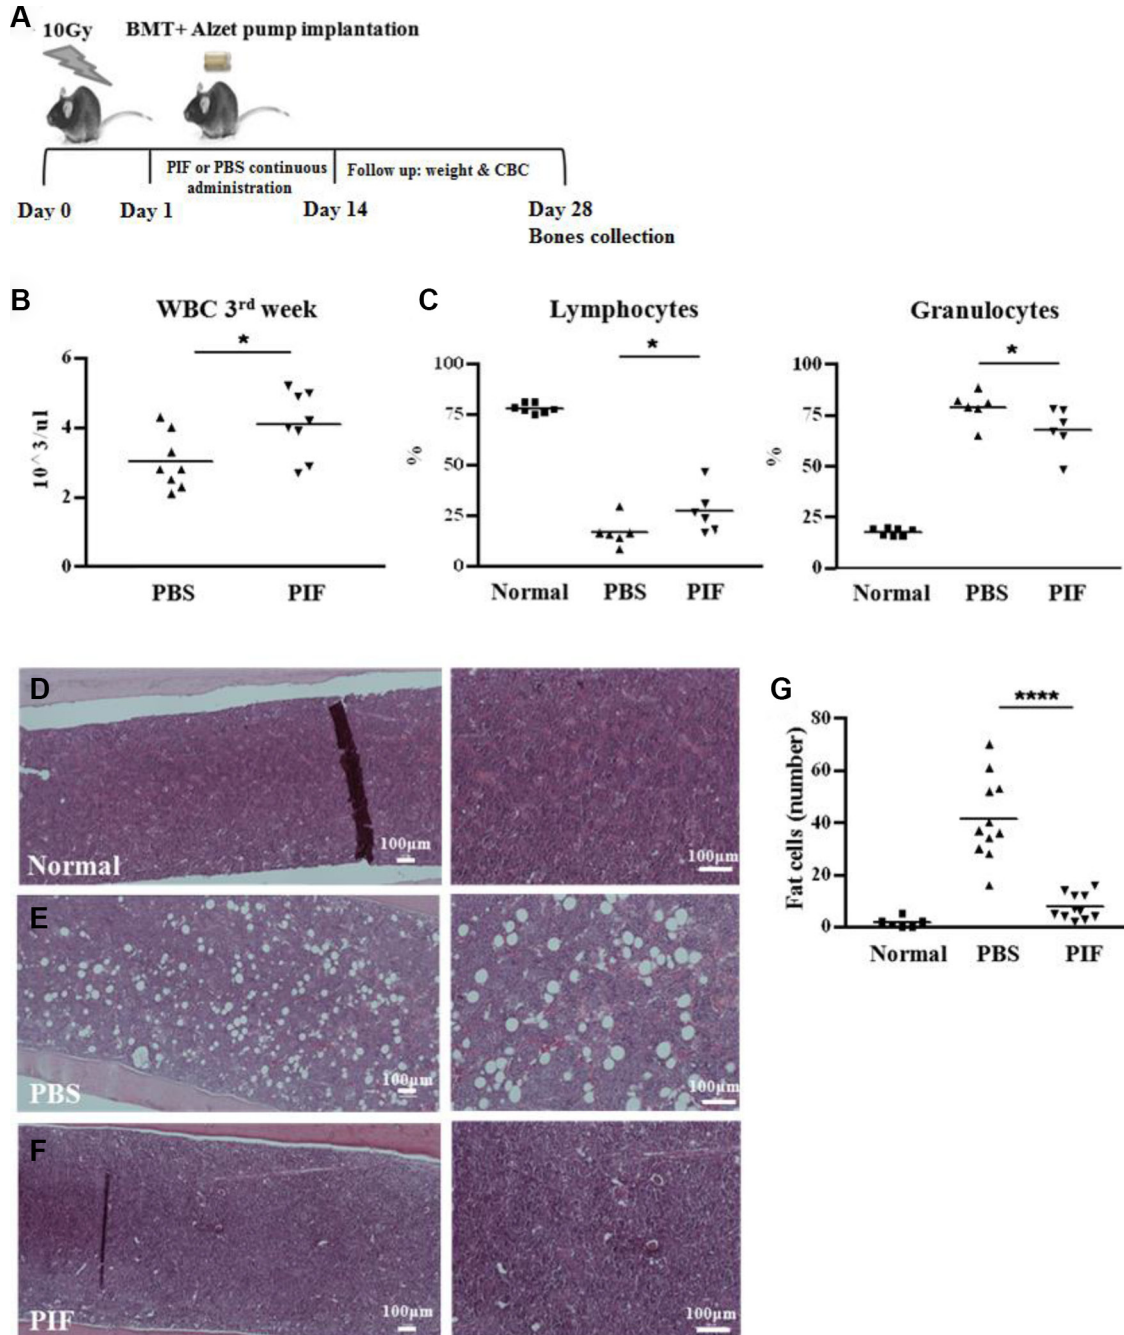 A
10Gy
BMT+ Alzet pump implantation
PIF or PBS continuous
administration
Follow up: weight & CBC
Day 0
Day 1
Day 14
Day 28
Bones collection
B
WBC 3rd week
*
10^3/ul
6
4
2
0
PBS
PIF
C
Lymphocytes
*
%
100
75
50
25
0
Normal
PBS
PIF
Granulocytes
*
%
100
75
50
25
0
Normal
PBS
PIF
D
Normal
100µm
100µm
E
PBS
100µm
100µm
F
PIF
100µm
100µm
G
****
Fat cells (number)
80
60
40
20
0
Normal
PBS
PIF